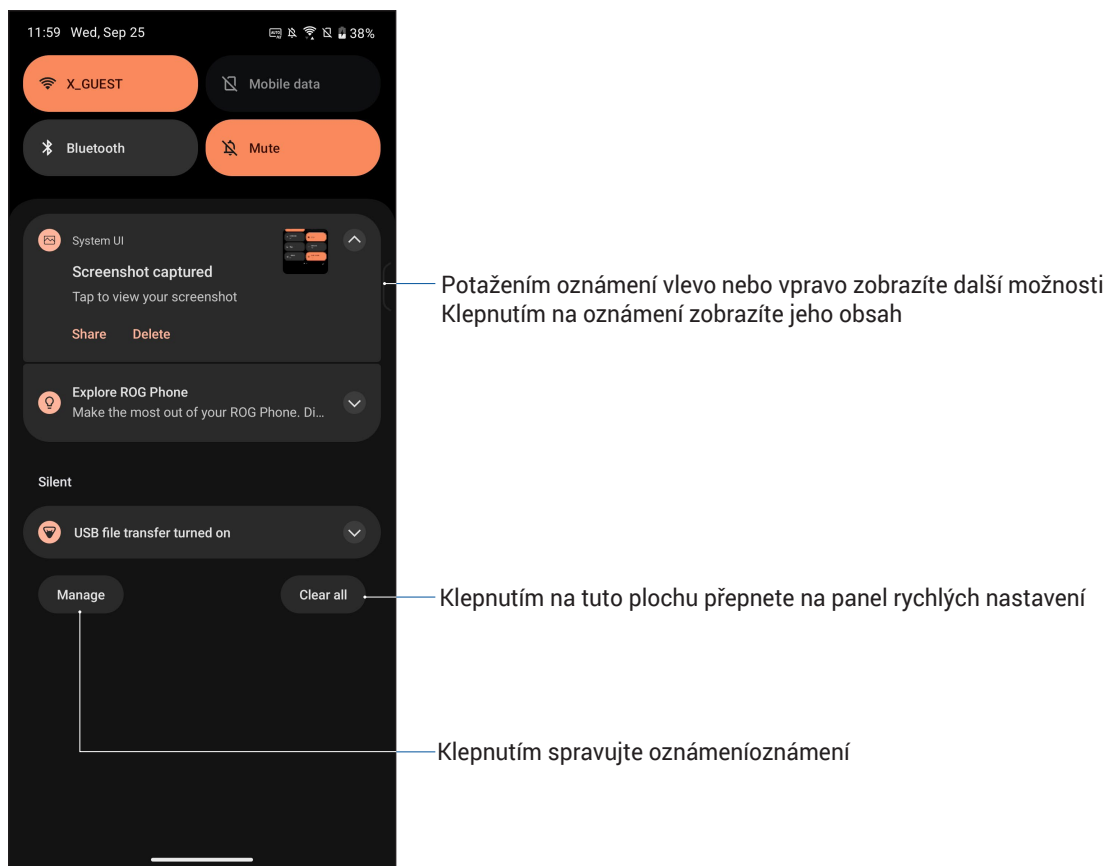 11:59 Wed, Sep 25
38%
X_GUEST
Mobile data
Bluetooth
Mute
System UI
Screenshot captured
Tap to view your screenshot
Share Delete
Potažením oznámení vlevo nebo vpravo zobrazíte další možnosti
Klepnutím na oznámení zobrazíte jeho obsah
Explore ROG Phone
Make the most out of your ROG Phone. Di...
Silent
USB file transfer turned on
Manage
Clear all
Klepnutím na tuto plochu přepnete na panel rychlých nastavení
Klepnutím spravujte oznámeníoznámení